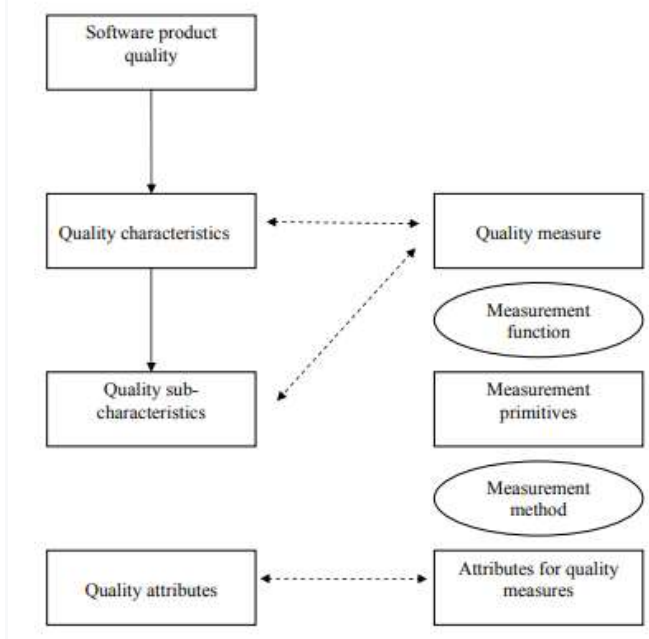 Software product
quality
Quality characteristics
Quality measure
Measurement
function
Quality sub-
characteristics
Measurement
primitives
Measurement
method
Quality attributes
Attributes for quality
measures